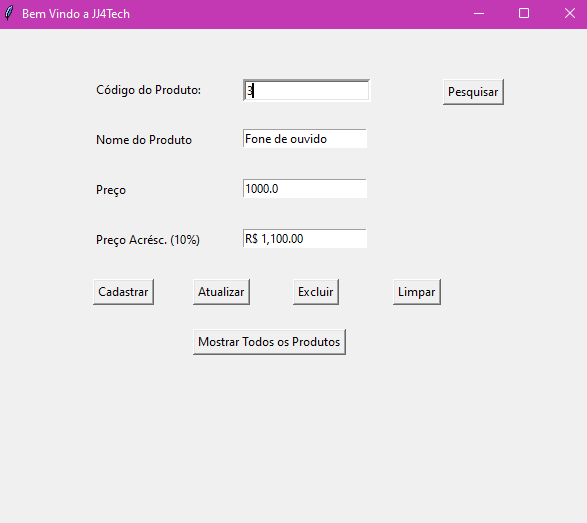 Bem Vindo a JJ4Tech
Código do Produto: 3 Pesquisar
Nome do Produto Fone de ouvido
Preço 1000.0
Preço Acrésc. (10%) R$ 1,100.00
Cadastrar Atualizar Excluir Limpar
Mostrar Todos os Produtos